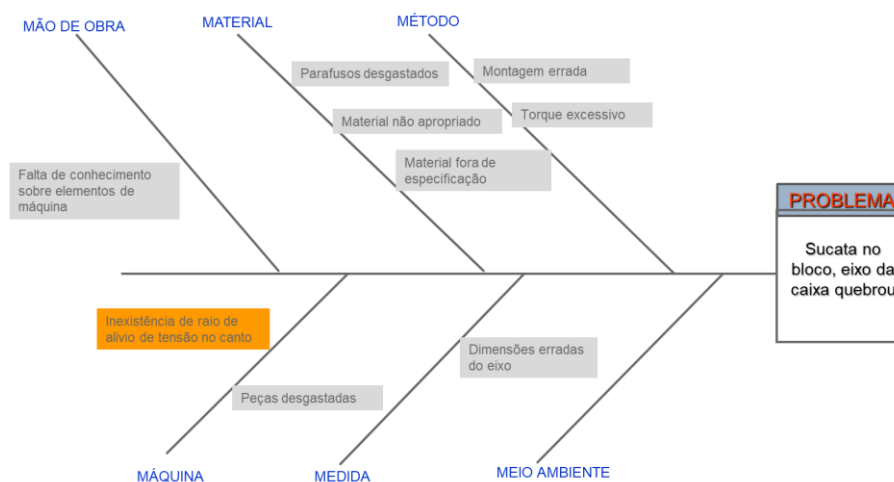 MÃO DE OBRA
MATERIAL
MÉTODO
Parafusos desgastados
Montagem errada
Material não apropriado
Torque excessivo
Material fora de
especificação
Falta de conhecimento
sobre elementos de
máquina
PROBLEMA
Sucata no
bloco, eixo da
caixa quebrou
Inexistência de raio de
alivio de tensão no canto
Dimensões erradas
do eixo
Peças desgastadas
MÁQUINA
MEDIDA
MEIO AMBIENTE